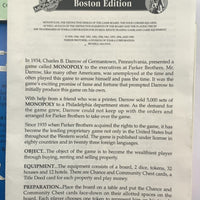 Boston Edition
In 1934, Charles B. Darrow of Germantown, Pennsylvania, presented a
game called MONOPOLY to the executives at Parker Brothers. Mr.
Darrow, like many other Americans, was unemployed at the time and
often played this game to amuse himself and pass the time. It was the
game's exciting promise of fame and fortune that prompted Darrow to
initially produce this game on his own.
With help from a friend who was a printer, Darrow sold 5,000 sets of
MONOPOLY to a Philadelphia department store. As the demand for
the game grew, Darrow could not keep up with the orders and
arranged for Parker Brothers to take over the game.
Since 1935 when Parker Brothers acquired the rights to the game, it has
become the leading proprietary game not only in the United States but
throughout the Western world. The game is published under license in
eighty countries and in twenty three foreign languages.
OBJECT. The object of the game is to become the wealthiest player
through buying, renting and selling property.
EQUIPMENT. The equipment consists of a board, 2 dice, tokens, 32
houses and 12 hotels. There are Chance and Community Chest cards, a
Title Deed card for each property and play money.
PREPARATION. Place the board on a table and put the Chance and
Community Chest cards face-down on their allotted spaces on the
board. Each player chooses one token to represent him on his